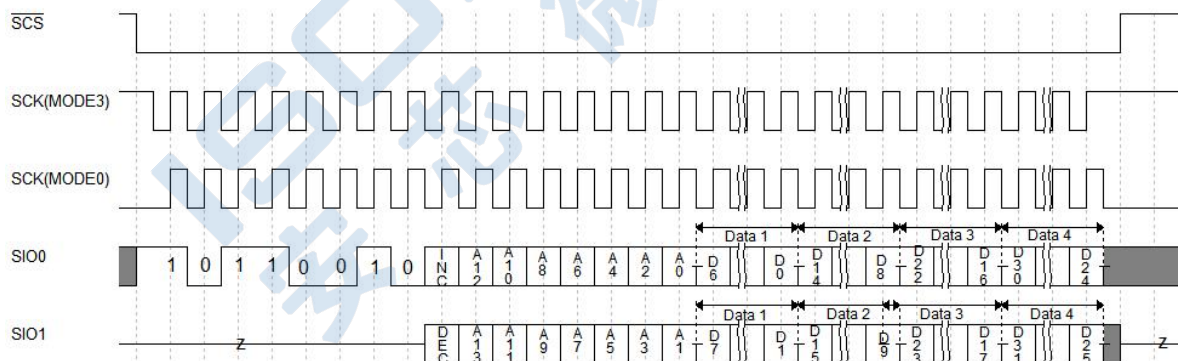 SCS
SCK(MODE3)
SCK(MODE0)
Data 1 Data 2 Data 3 Data 4
SIO0 1 0 1 1 0 0 1 0 INC A12 A10 A8 A6 A4 A2 A0 D6 D0 D14 D8 D22 D16 D30 D24
Data 1 Data 2 Data 3 Data 4
SIO1 z DEC A13 A11 A9 A7 A5 A3 A1 D7 D1 D15 D9 D23 D17 D25 z